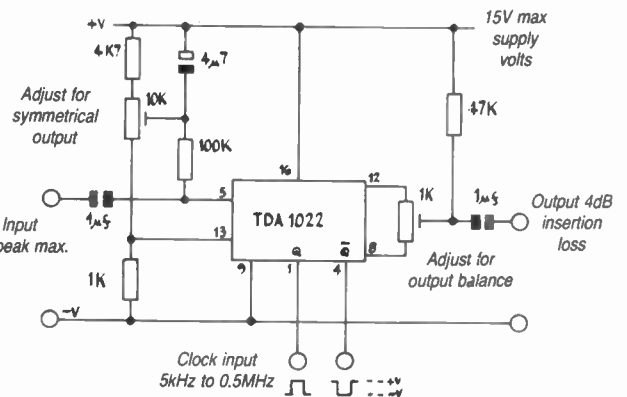 +V
15V max
supply
volts
4K7
4µ7
Adjust for
symmetrical
output
10K
47K
100K
16
12
5
1K
1µf
TDA 1022
4µf
Output 4dB
insertion
loss
Input
peak max.
13
8
Q
Q̅
9
1
4
Adjust for
output balance
1K
-V
Clock input
5kHz to 0.5MHz
+V
-V